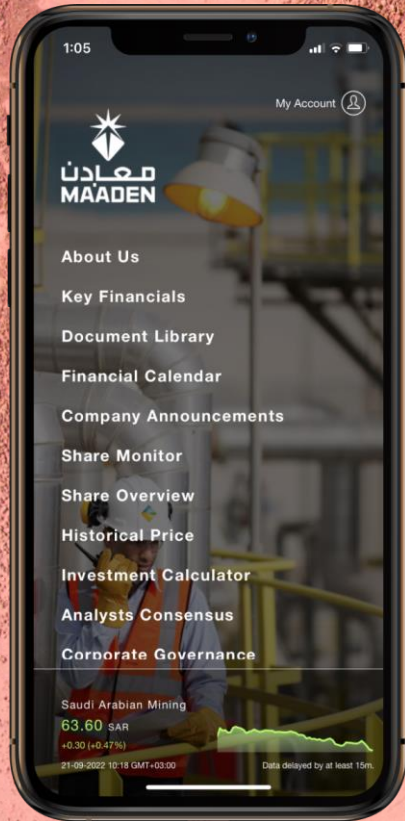 1:05
My Account
معادن
MA'ADEN
About Us
Key Financials
Document Library
Financial Calendar
Company Announcements
Share Monitor
Share Overview
Historical Price
Investment Calculator
Analysts Consensus
Corporate Governance
Saudi Arabian Mining
63.60 SAR
+0.30 (+0.47%)
21-09-2022 10:18 GMT+03:00
Data delayed by at least 15m.